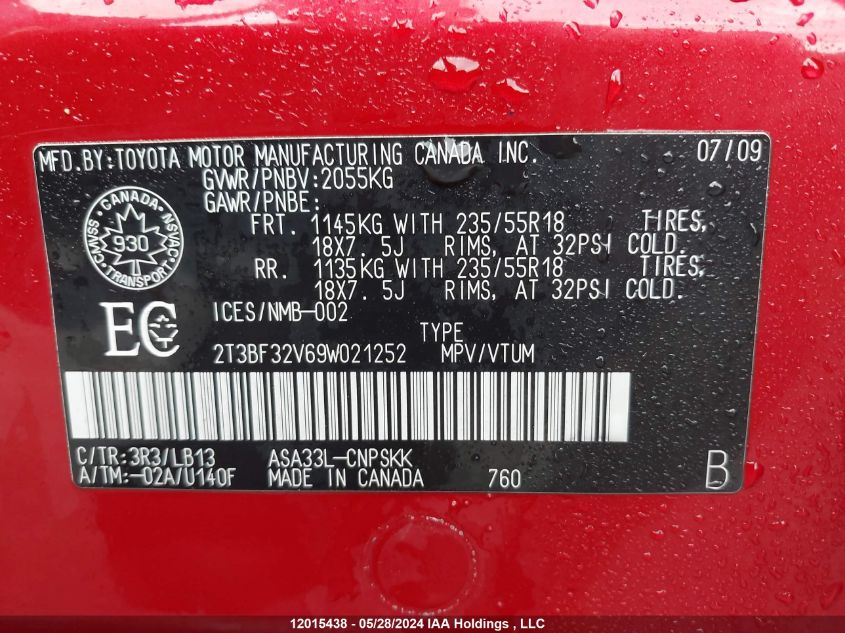 MFD.BY:TOYOTA MOTOR MANUFACTURING CANADA INC. 07/09
GVWR/PNBV:2055KG
GAWR/PNBE:
FRT. 1145KG WITH 235/55R18 TIRES,
18X7.5J RIMS, AT 32PSI COLD.
RR. 1135KG WITH 235/55R18 TIRES,
18X7.5J RIMS, AT 32PSI COLD.
CANADA
CMVSS NSVAC
930
TRANSPORT
EC
ICES/NMB-002
TYPE
2T3BF32V69W021252 MPV/VTUM
C/TR:3R3/LB13 ASA33L-CNPSKK
A/TM:-02A/U140F MADE IN CANADA 760 B
12015438 - 05/28/2024 IAA Holdings , LLC